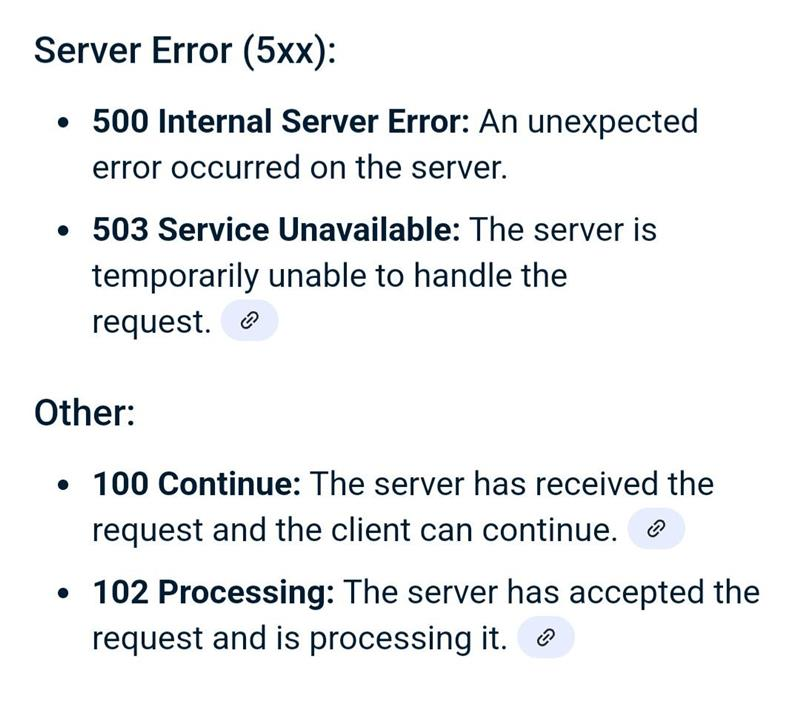 Server Error (5xx):
• 500 Internal Server Error: An unexpected
error occurred on the server.
• 503 Service Unavailable: The server is
temporarily unable to handle the
request.
Other:
• 100 Continue: The server has received the
request and the client can continue.
• 102 Processing: The server has accepted the
request and is processing it.